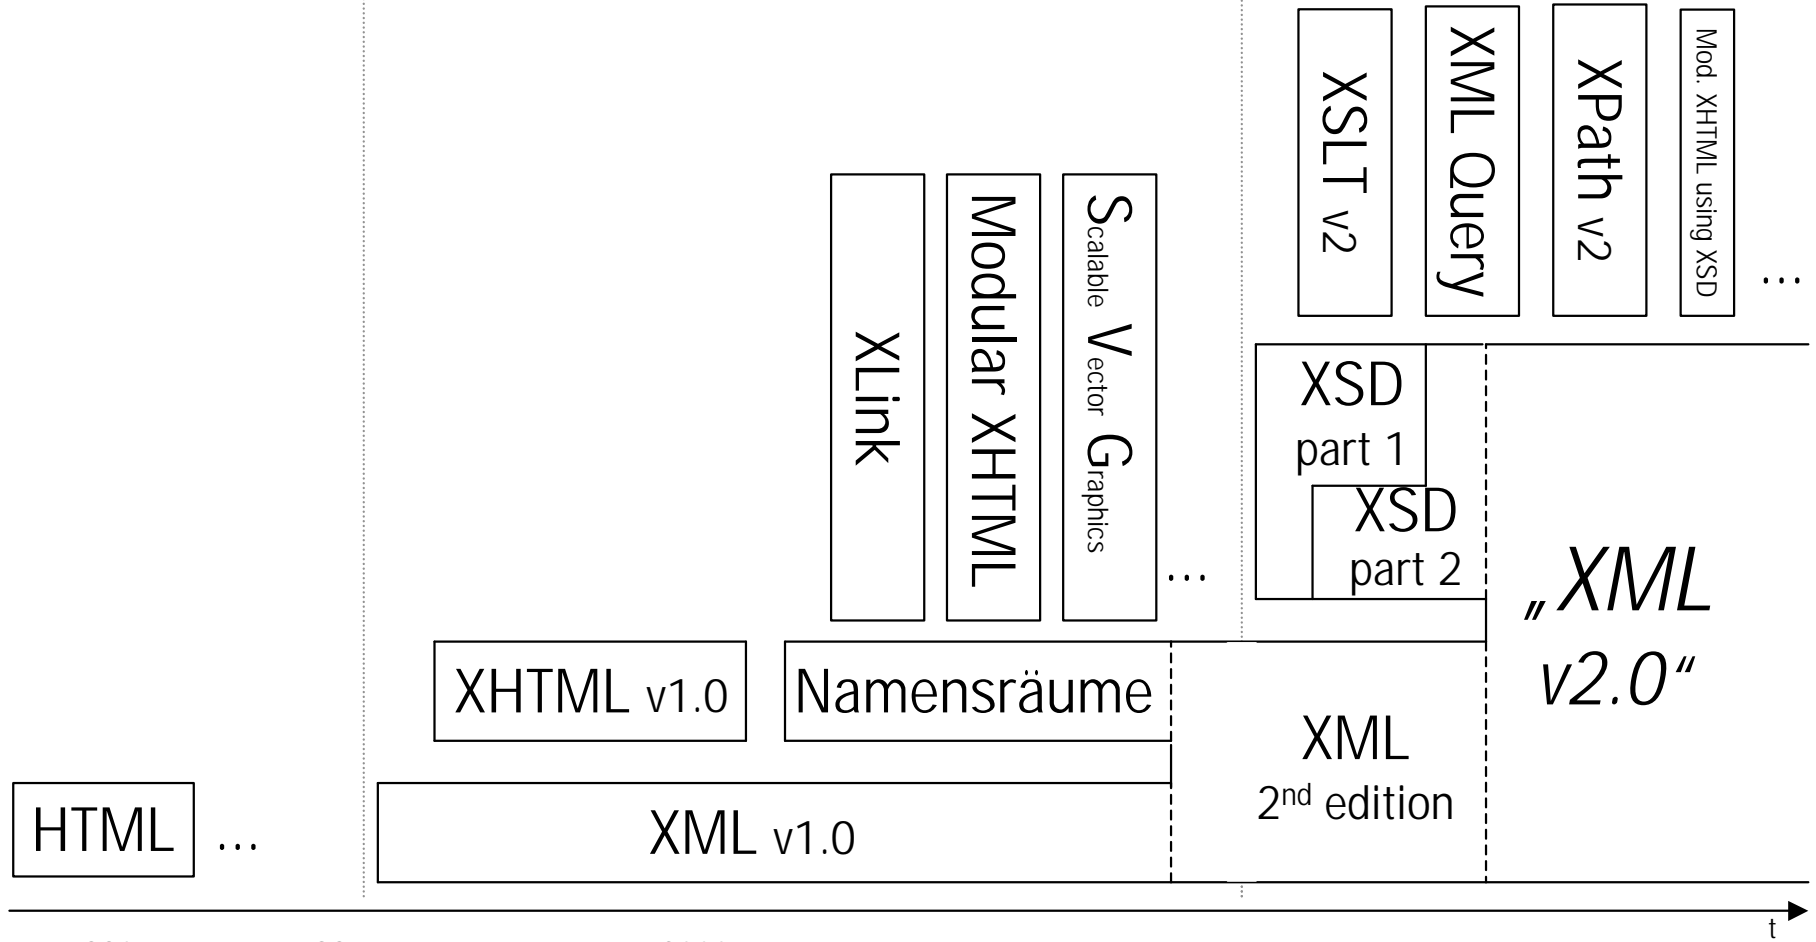 XSLT v2
XML Query
XPath v2
Mod. XHTML using XSD
...
XLink
Modular XHTML
Scalable Vector Graphics
...
XSD
part 1
XSD
part 2
„XML
v2.0“
XHTML v1.0
Namensräume
XML
2nd edition
HTML
...
XML v1.0
t